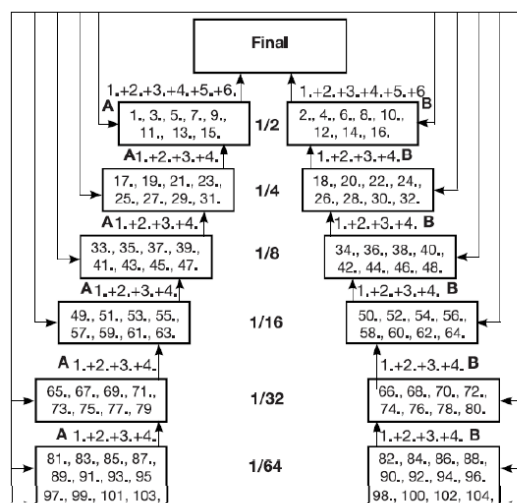 Final
1.+2.+3.+4.+5.+6. 1.+2.+3.+4.+5.+6
A B
1., 3., 5., 7., 9., 1/2 2., 4., 6., 8., 10.,
11., 13., 15. 12., 14., 16.
A 1.+2.+3.+4. 1.+2.+3.+4. B
17., 19., 21., 23., 1/4 18., 20., 22., 24.,
25., 27., 29., 31. 26., 28., 30., 32.
A 1.+2.+3.+4. 1.+2.+3.+4. B
33., 35., 37., 39., 1/8 34., 36., 38., 40.,
41., 43., 45., 47. 42., 44., 46., 48.
A 1.+2.+3.+4. 1.+2.+3.+4. B
49., 51., 53., 55., 1/16 50., 52., 54., 56.,
57., 59., 61., 63. 58., 60., 62., 64.
A 1.+2.+3.+4. 1.+2.+3.+4. B
65., 67., 69., 71., 1/32 66., 68., 70., 72.,
73., 75., 77., 79 74., 76., 78., 80.
A 1.+2.+3.+4. 1.+2.+3.+4. B
81., 83., 85., 87., 82., 84., 86., 88.,
89., 91., 93., 95 1/64 90., 92., 94., 96.
97., 99., 101, 103, 98., 100, 102, 104,